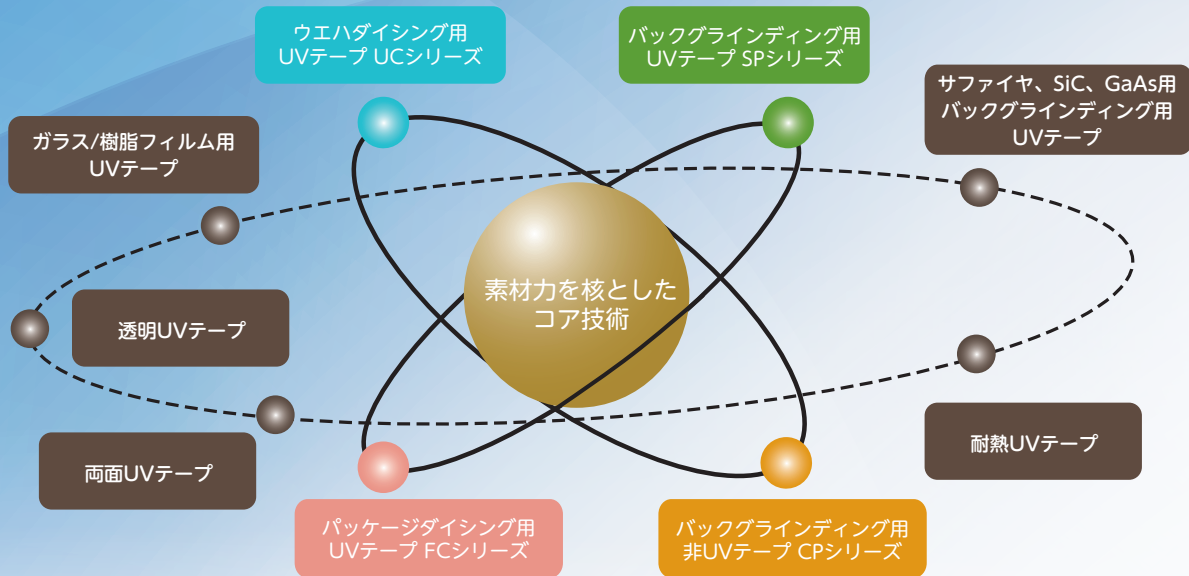 ウエハダイシング用
UVテープ UCシリーズ
バックグラインディング用
UVテープ SPシリーズ
サファイヤ、SiC、GaAs用
バックグラインディング用
UVテープ
ガラス/樹脂フィルム用
UVテープ
素材力を核とした
コア技術
透明UVテープ
両面UVテープ
耐熱UVテープ
パッケージダイシング用
UVテープ FCシリーズ
バックグラインディング用
非UVテープ CPシリーズ